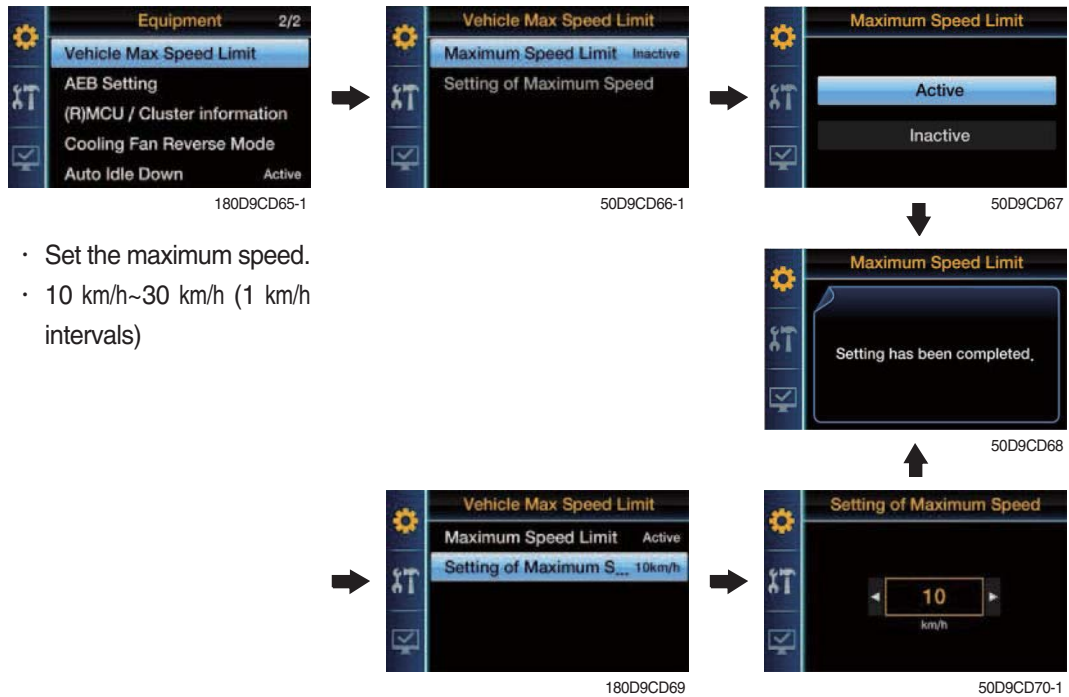 Equipment 2/2
Vehicle Max Speed Limit
AEB Setting
(R)MCU / Cluster information
Cooling Fan Reverse Mode
Auto Idle Down Active
180D9CD65-1
Vehicle Max Speed Limit
Maximum Speed Limit Inactive
Setting of Maximum Speed
50D9CD66-1
Maximum Speed Limit
Active
Inactive
50D9CD67
· Set the maximum speed.
· 10 km/h~30 km/h (1 km/h
intervals)
Maximum Speed Limit
Setting has been completed.
50D9CD68
Vehicle Max Speed Limit
Maximum Speed Limit Active
Setting of Maximum S... 10km/h
180D9CD69
Setting of Maximum Speed
10
km/h
50D9CD70-1